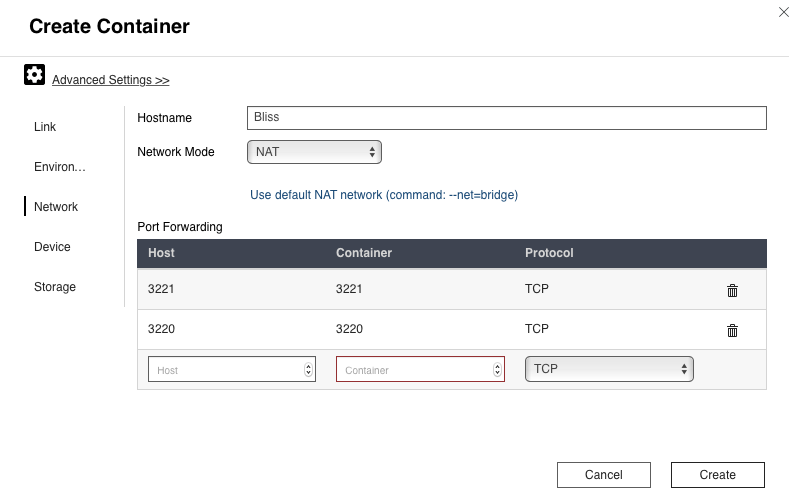 Create Container
Advanced Settings >>
Link
Environ...
Network
Device
Storage
Hostname Bliss
Network Mode NAT
Use default NAT network (command: --net=bridge)
Port Forwarding
Host Container Protocol
3221 3221 TCP
3220 3220 TCP
Host Container TCP
Cancel Create